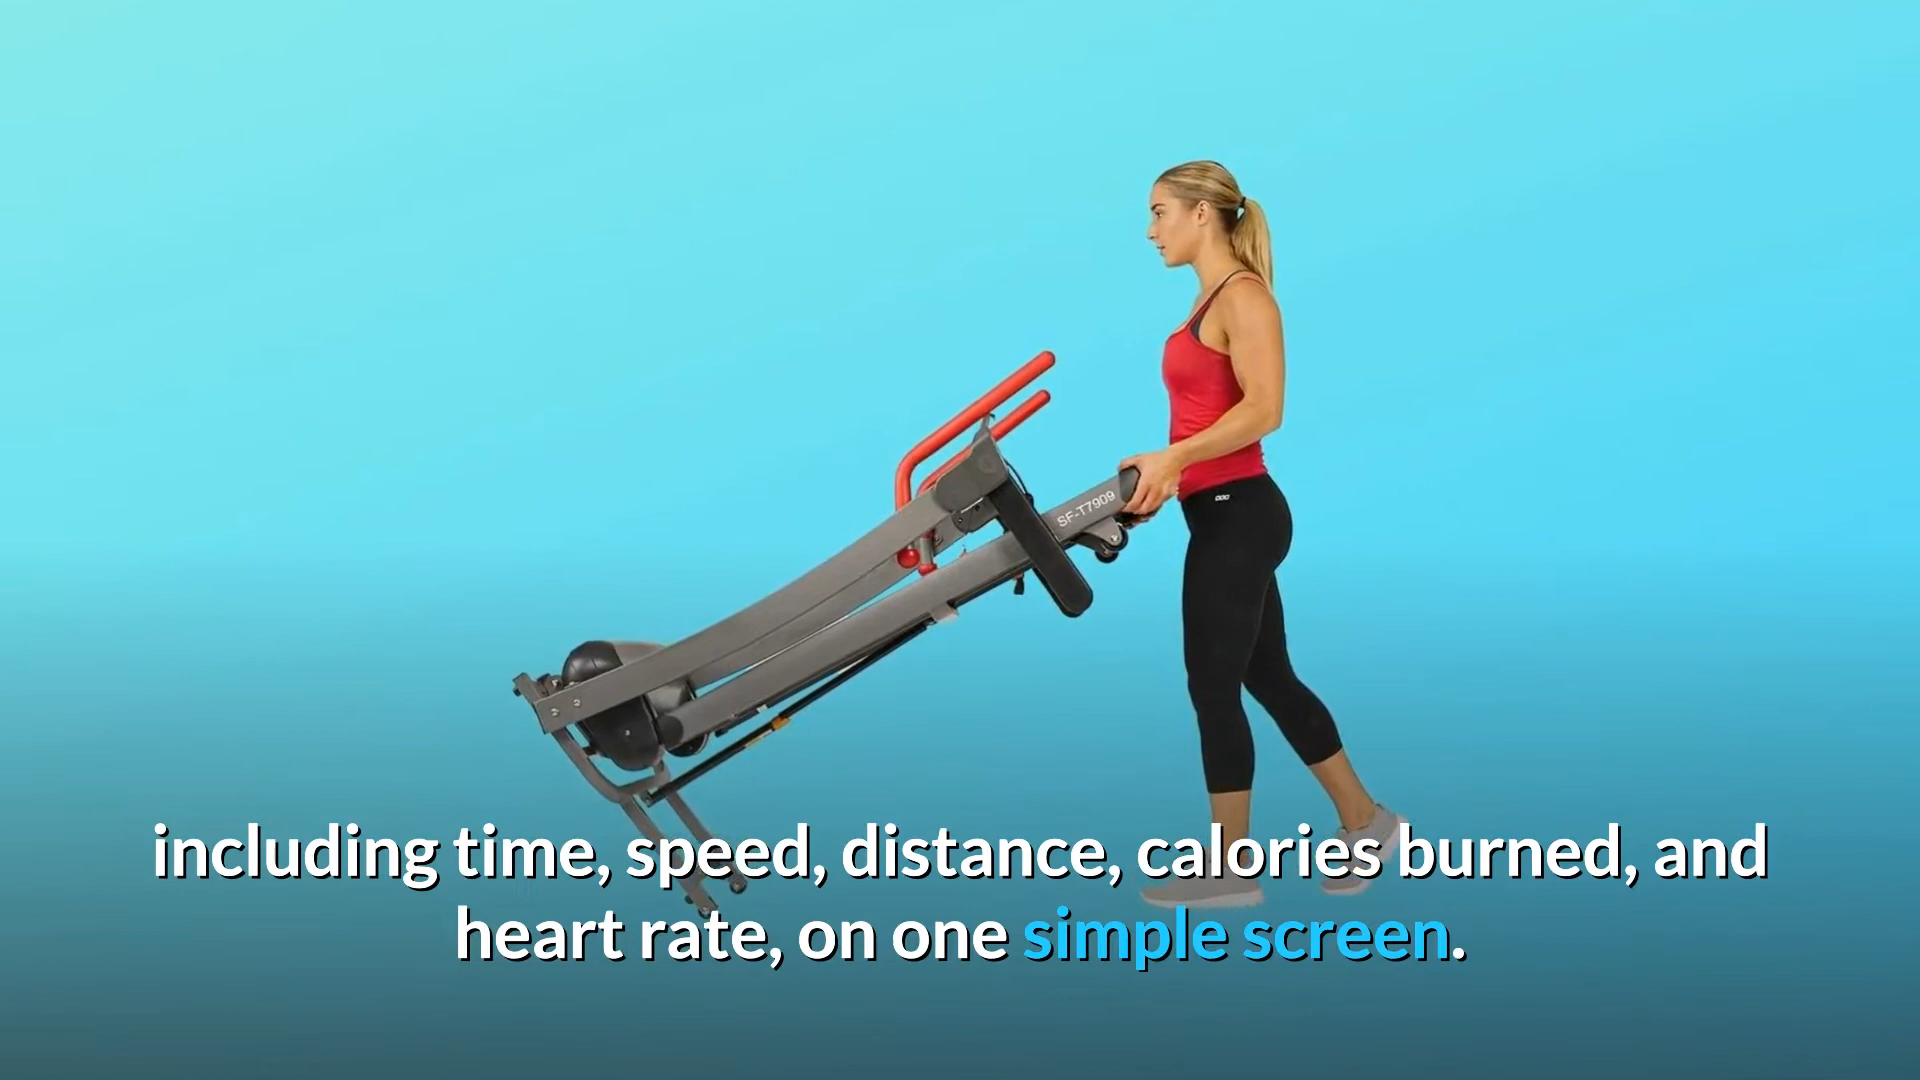 SF-T7909
including time, speed, distance, calories burned, and
heart rate, on one simple screen.